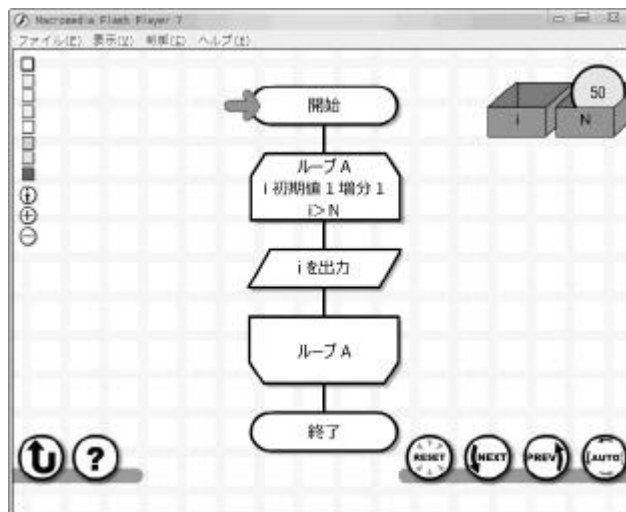 Macromedia Flash Player 7
ファイル(F) 表示(V) 制御(C) ヘルプ(H)
開始
50
i
N
ループ A
i 初期値 1 増分 1
i>N
i を出力
ループ A
終了
?
RESET
NEXT
PREV
AUTO